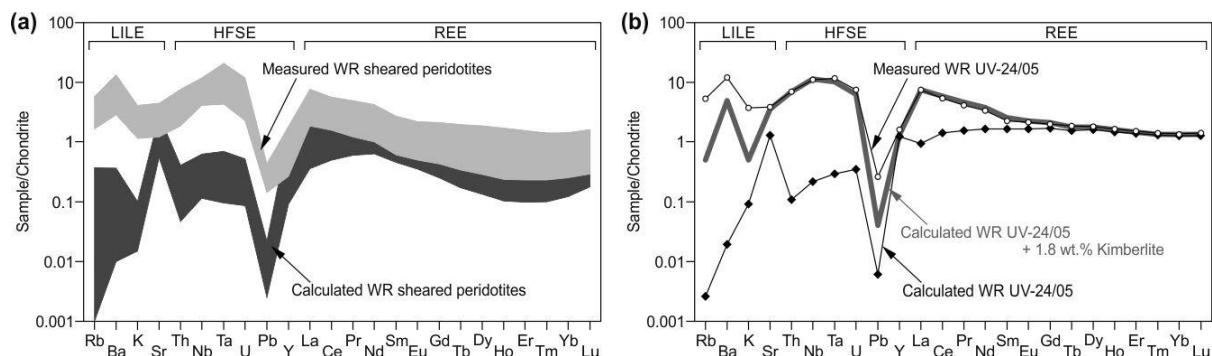 (a)
LILE HFSE REE
100
10
1
0.1
0.01
0.001
Sample/Chondrite
Measured WR sheared peridotites
Calculated WR sheared peridotites
Rb Ba K Sr Th Nb Ta U Pb Y La Ce Pr Nd Sm Eu Gd Tb Dy Ho Er Tm Yb Lu
(b)
LILE HFSE REE
100
10
1
0.1
0.01
0.001
Sample/Chondrite
Measured WR UV-24/05
Calculated WR UV-24/05
+ 1.8 wt.% Kimberlite
Calculated WR UV-24/05
Rb Ba K Sr Th Nb Ta U Pb Y La Ce Pr Nd Sm Eu Gd Tb Dy Ho Er Tm Yb Lu